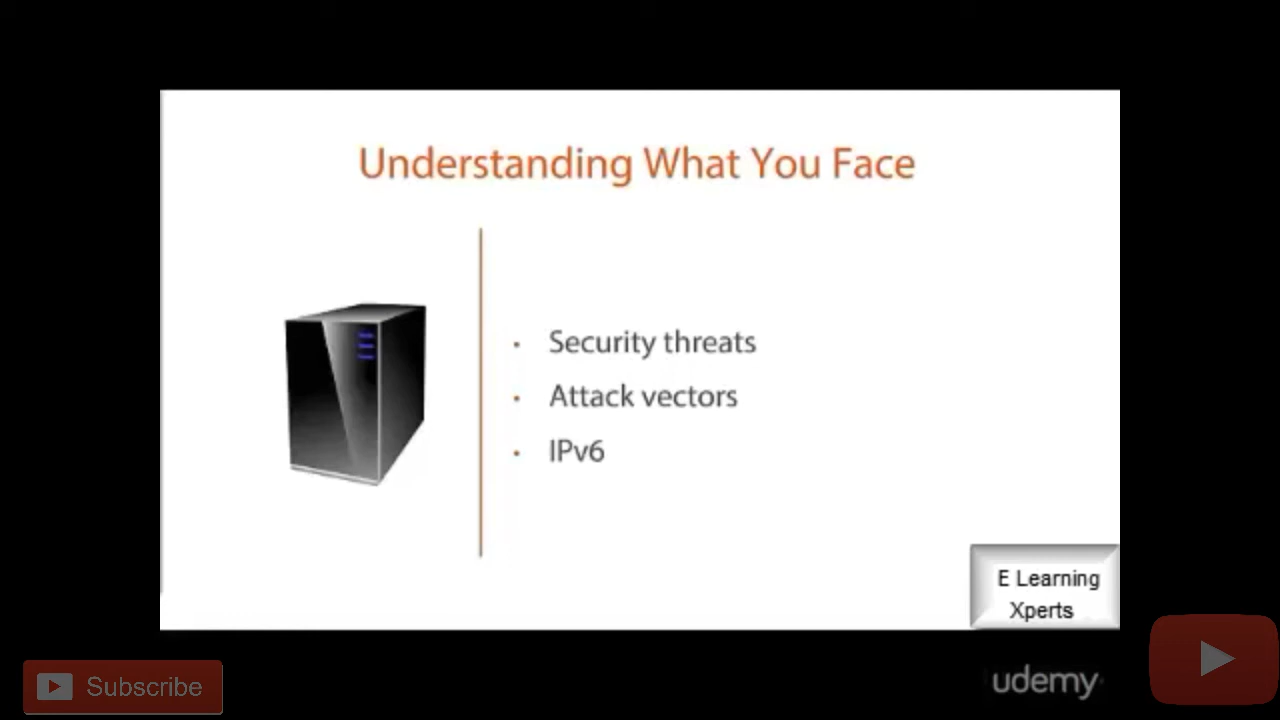 Understanding What You Face
• Security threats
• Attack vectors
• IPv6
E Learning
Xperts
Subscribe
udemy